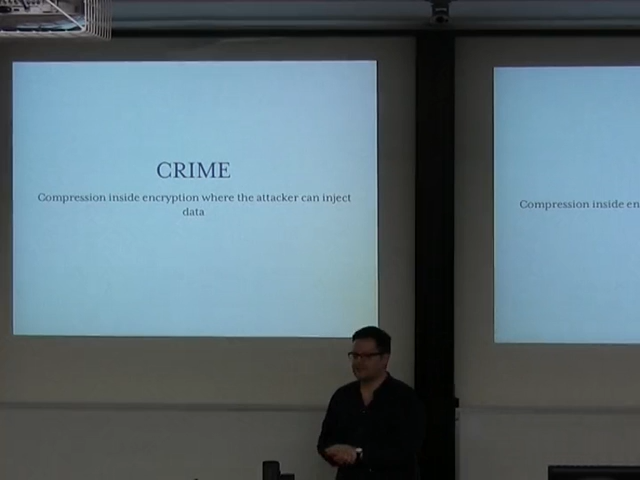 CRIME
Compression inside encryption where the attacker can inject
data
Compression inside en